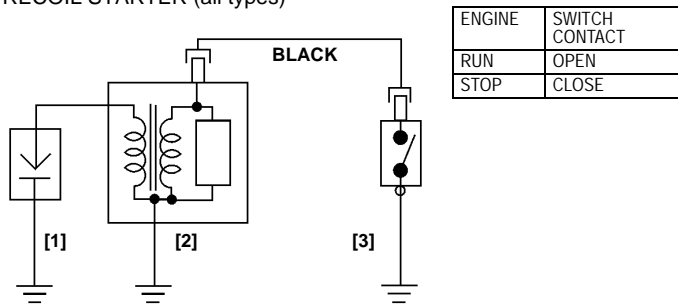 RECOIL STARTER (all types)
BLACK
ENGINE SWITCH CONTACT
RUN OPEN
STOP CLOSE
[1] [2] [3]